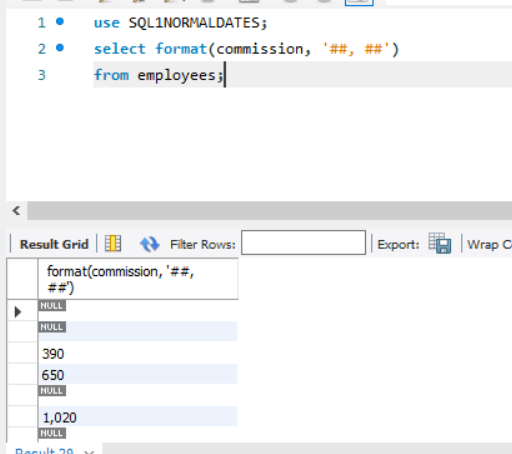 1 use SQL1NORMALDATES;
2 select format(commission, '##, ##')
3 from employees;
Result Grid Filter Rows: Export: Wrap C
format(commission, '##,
##')
NULL
NULL
390
650
NULL
1,020
NULL
Result 29